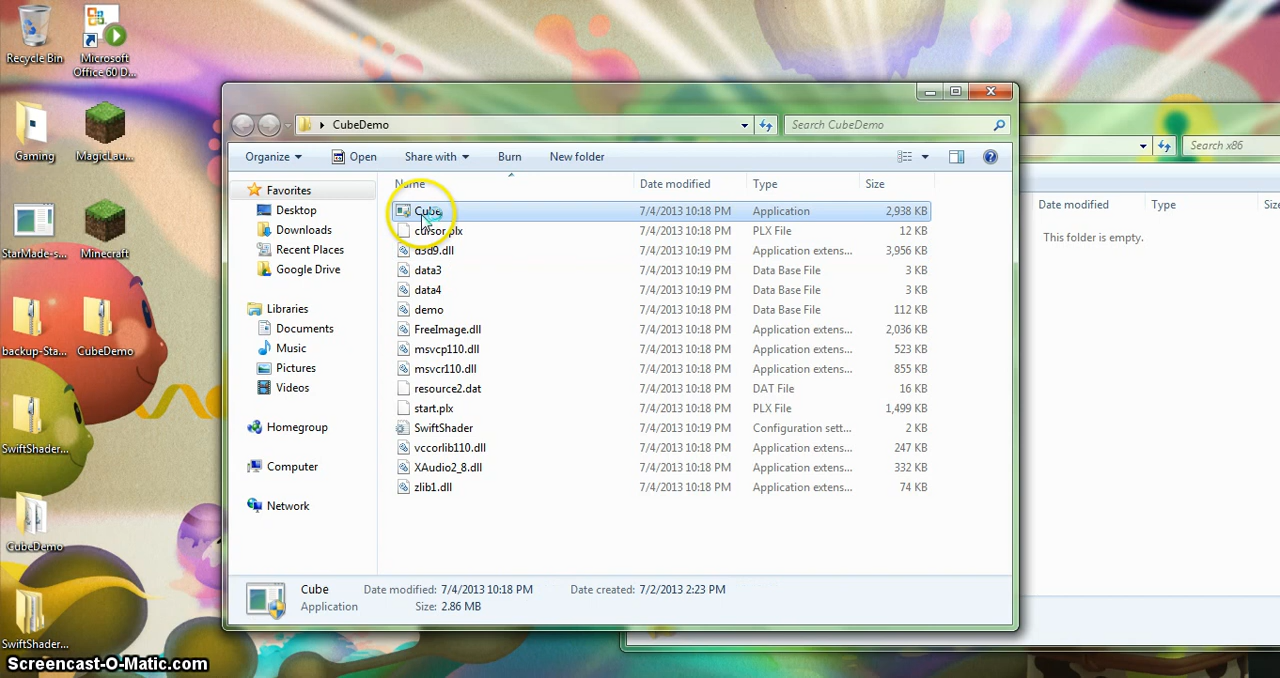 Recycle Bin
Microsoft
Office 60 D...
Gaming
MagicLau...
StarMade-s...
Minecraft
backup-Sta...
CubeDemo
SwiftShader...
CubeDemo
SwiftShader...
CubeDemo
Search CubeDemo
Organize
Open
Share with
Burn
New folder
Favorites
Desktop
Downloads
Recent Places
Google Drive
Libraries
Documents
Music
Pictures
Videos
Homegroup
Computer
Network
Name Date modified Type Size
Cube 7/4/2013 10:18 PM Application 2,938 KB
cursor.plx 7/4/2013 10:18 PM PLX File 12 KB
d3d9.dll 7/4/2013 10:19 PM Application extens... 3,956 KB
data3 7/4/2013 10:19 PM Data Base File 3 KB
data4 7/4/2013 10:19 PM Data Base File 3 KB
demo 7/4/2013 10:18 PM Data Base File 112 KB
FreeImage.dll 7/4/2013 10:18 PM Application extens... 2,036 KB
msvcp110.dll 7/4/2013 10:18 PM Application extens... 523 KB
msvcr110.dll 7/4/2013 10:18 PM Application extens... 855 KB
resource2.dat 7/4/2013 10:18 PM DAT File 16 KB
start.plx 7/4/2013 10:18 PM PLX File 1,499 KB
SwiftShader 7/4/2013 10:19 PM Configuration sett... 2 KB
vccorlib110.dll 7/4/2013 10:18 PM Application extens... 247 KB
XAudio2_8.dll 7/4/2013 10:18 PM Application extens... 332 KB
zlib1.dll 7/4/2013 10:18 PM Application extens... 74 KB
Cube Date modified: 7/4/2013 10:18 PM Date created: 7/2/2013 2:23 PM
Application Size: 2.86 MB
Search x86
Date modified Type Size
This folder is empty.
Screencast-O-Matic.com